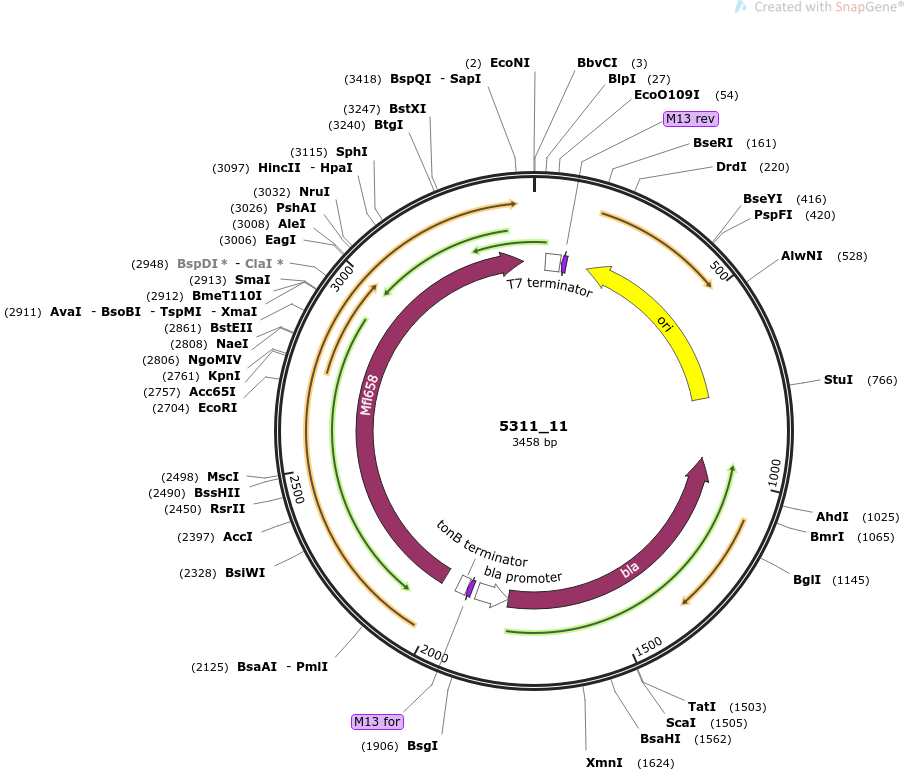 Created with SnapGene®
(2) EcoNI
BbvCI (3)
(3418) BspQI - SapI
BlpI (27)
EcoO109I (54)
(3247) BstXI
M13 rev
(3240) BtgI
BseRI (161)
(3115) SphI
DrdI (220)
(3097) HincII - HpaI
(3032) NruI
BseYI (416)
(3026) PshAI
PspFI (420)
(3008) AleI
(3006) EagI
AlwNI (528)
(2948) BspDI * - ClaI *
(2913) SmaI
(2912) BmeT110I
(2911) AvaI - BsoBI - TspMI - XmaI
(2861) BstEII
(2808) NaeI
(2806) NgoMIV
(2761) KpnI
StuI (766)
(2757) Acc65I
(2704) EcoRI
3000
500
T7 terminator
ori
Mfl658
5311_11
3458 bp
(2498) MscI
(2490) BssHII
(2450) RsrII
2500
1000
AhdI (1025)
(2397) AccI
BmrI (1065)
(2328) BsiWI
BglI (1145)
tonB terminator
bla promoter
bla
2000
1500
(2125) BsaAI - PmlI
TatI (1503)
M13 for
ScaI (1505)
(1906) BsgI
BsaHI (1562)
XmnI (1624)